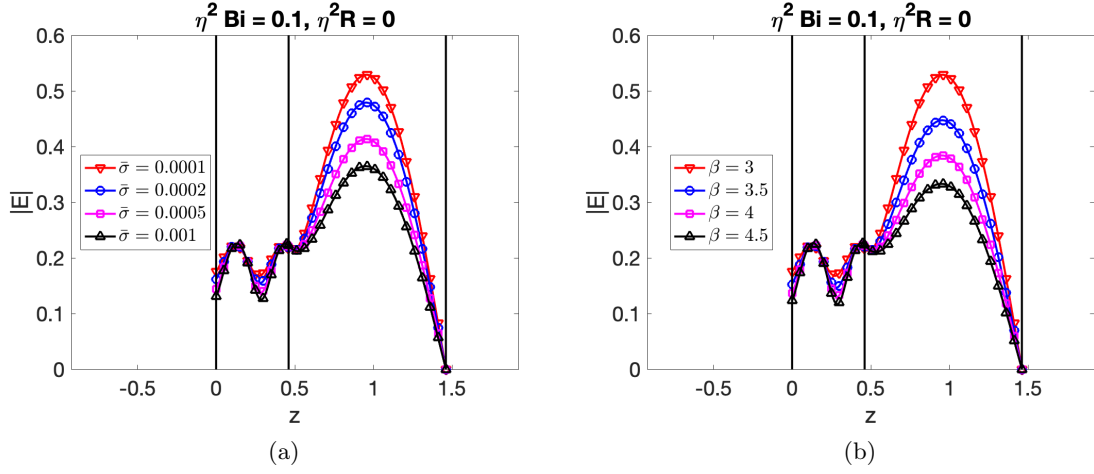 η² Bi = 0.1, η²R = 0
|E|
0.6
0.5
0.4
0.3
0.2
0.1
0
σ̄ = 0.0001
σ̄ = 0.0002
σ̄ = 0.0005
σ̄ = 0.001
-0.5 0 0.5 1 1.5
z
(a)
η² Bi = 0.1, η²R = 0
|E|
0.6
0.5
0.4
0.3
0.2
0.1
0
β = 3
β = 3.5
β = 4
β = 4.5
-0.5 0 0.5 1 1.5
z
(b)